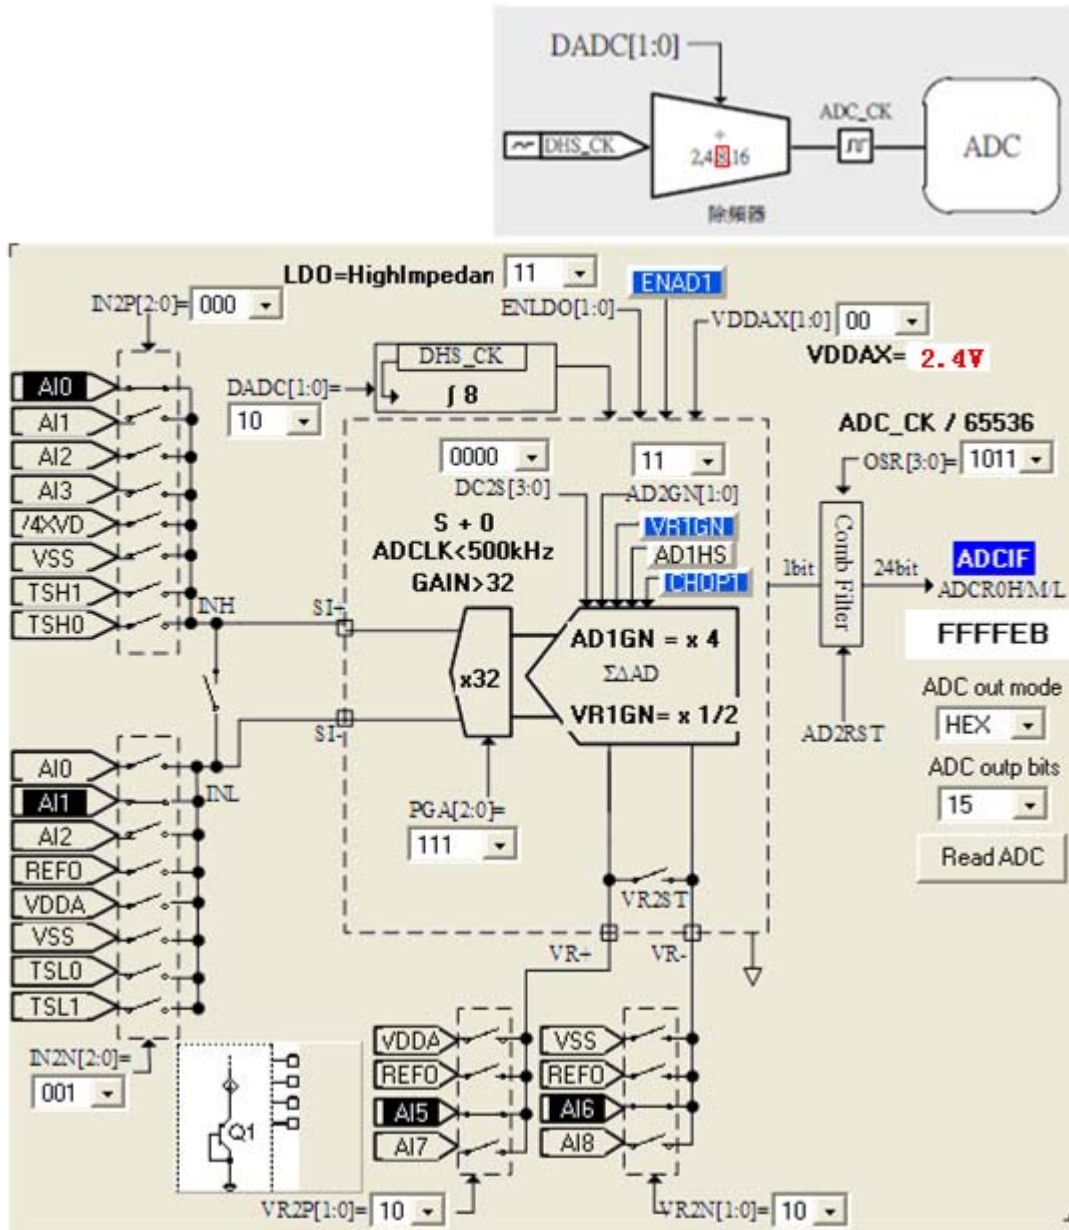 DADC[1:0]
ADC_CK
DHS_CK
÷
2,4,8,16
ADC
除頻器
LDO=HighImpedan
11
ENAD1
IN2P[2:0]=
000
ENLDO[1:0]
VDDAX[1:0]
00
VDDAX= 2.4V
DHS_CK
∫ 8
DADC[1:0]=
10
AI0
AI1
AI2
AI3
/4XVD
VSS
TSH1
TSH0
INH
SI+
0000
DC2S[3:0]
11
AD2GN[1:0]
S + O
ADCLK<500kHz
GAIN>32
VR1GN
AD1HS
CHOP1
ADC_CK / 65536
OSR[3:0]=
1011
Comb Filter
1bit
24bit
ADCIF
ADCR0H/M/L
FFFFEB
ADC out mode
HEX
ADC outp bits
15
Read ADC
AD2RST
x32
AD1GN = x 4
ΣΔAD
VR1GN= x 1/2
SI-
PGA[2:0]=
111
AI0
AI1
AI2
REFO
VDDA
VSS
TSL0
TSL1
INL
IN2N[2:0]=
001
Q1
VR2ST
VR+
VR-
VDDA
REFO
AI5
AI7
VSS
REFO
AI6
AI8
VR2P[1:0]=
10
VR2N[1:0]=
10